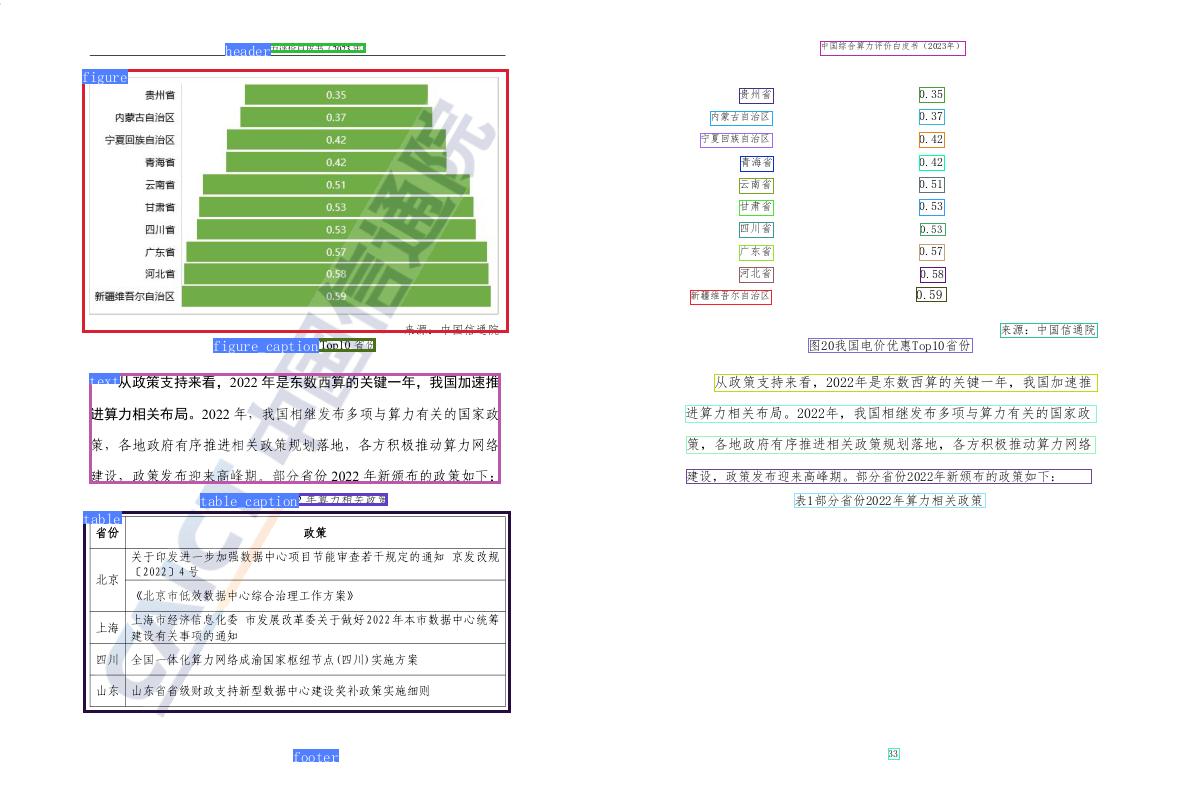 header
中国综合算力评价白皮书（2023年）
figure
贵州省 0.35
内蒙古自治区 0.37
宁夏回族自治区 0.42
青海省 0.42
云南省 0.51
甘肃省 0.53
四川省 0.53
广东省 0.57
河北省 0.58
新疆维吾尔自治区 0.59
来源：中国信通院
figure_caption Top10 省份
text
从政策支持来看，2022 年是东数西算的关键一年，我国加速推
进算力相关布局。2022 年，我国相继发布多项与算力有关的国家政
策，各地政府有序推进相关政策规划落地，各方积极推动算力网络
建设，政策发布迎来高峰期。部分省份 2022 年新颁布的政策如下：
table_caption 2 年算力相关政策
table
省份 政策
北京 关于印发进一步加强数据中心项目节能审查若干规定的通知 京发改规
〔2022〕4 号
《北京市低效数据中心综合治理工作方案》
上海 上海市经济信息化委 市发展改革委关于做好2022年本市数据中心统筹
建设有关事项的通知
四川 全国一体化算力网络成渝国家枢纽节点(四川)实施方案
山东 山东省省级财政支持新型数据中心建设奖补政策实施细则
footer
CAICT 中国信通院
中国综合算力评价白皮书（2023年）
贵州省 0.35
内蒙古自治区 0.37
宁夏回族自治区 0.42
青海省 0.42
云南省 0.51
甘肃省 0.53
四川省 0.53
广东省 0.57
河北省 0.58
新疆维吾尔自治区 0.59
来源：中国信通院
图20我国电价优惠Top10省份
从政策支持来看，2022年是东数西算的关键一年，我国加速推
进算力相关布局。2022年，我国相继发布多项与算力有关的国家政
策，各地政府有序推进相关政策规划落地，各方积极推动算力网络
建设，政策发布迎来高峰期。部分省份2022年新颁布的政策如下：
表1部分省份2022年算力相关政策
33